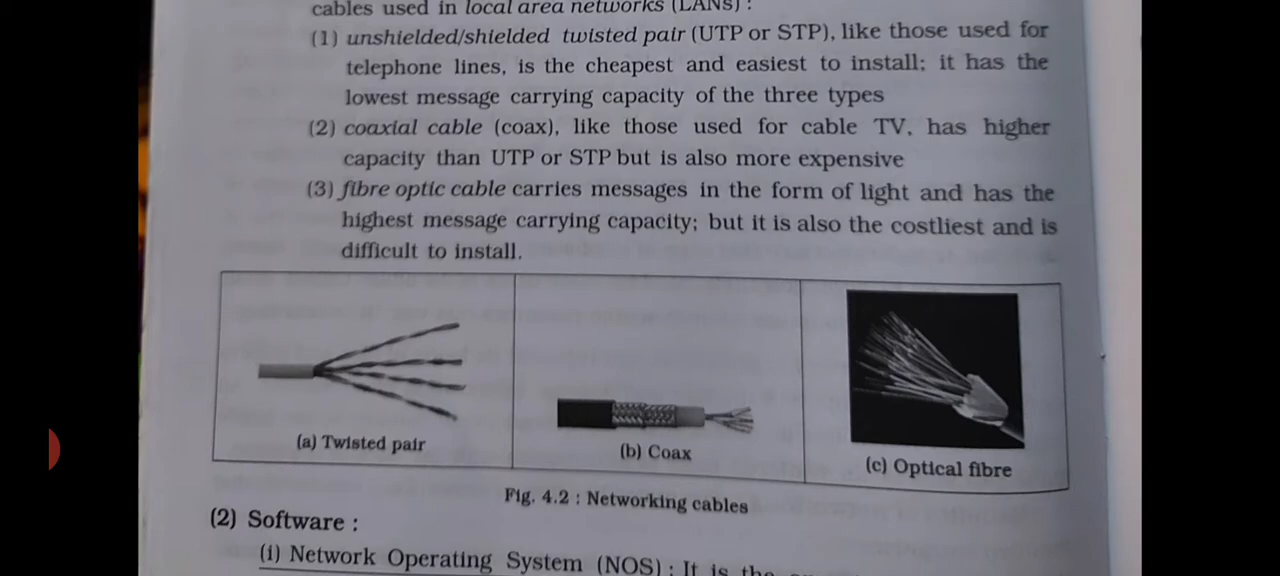 cables used in local area networks (LANs) :
(1) unshielded/shielded twisted pair (UTP or STP), like those used for
telephone lines, is the cheapest and easiest to install; it has the
lowest message carrying capacity of the three types
(2) coaxial cable (coax), like those used for cable TV, has higher
capacity than UTP or STP but is also more expensive
(3) fibre optic cable carries messages in the form of light and has the
highest message carrying capacity; but it is also the costliest and is
difficult to install.
(a) Twisted pair
(b) Coax
(c) Optical fibre
Fig. 4.2 : Networking cables
(2) Software :
(i) Network Operating System (NOS) : It is the